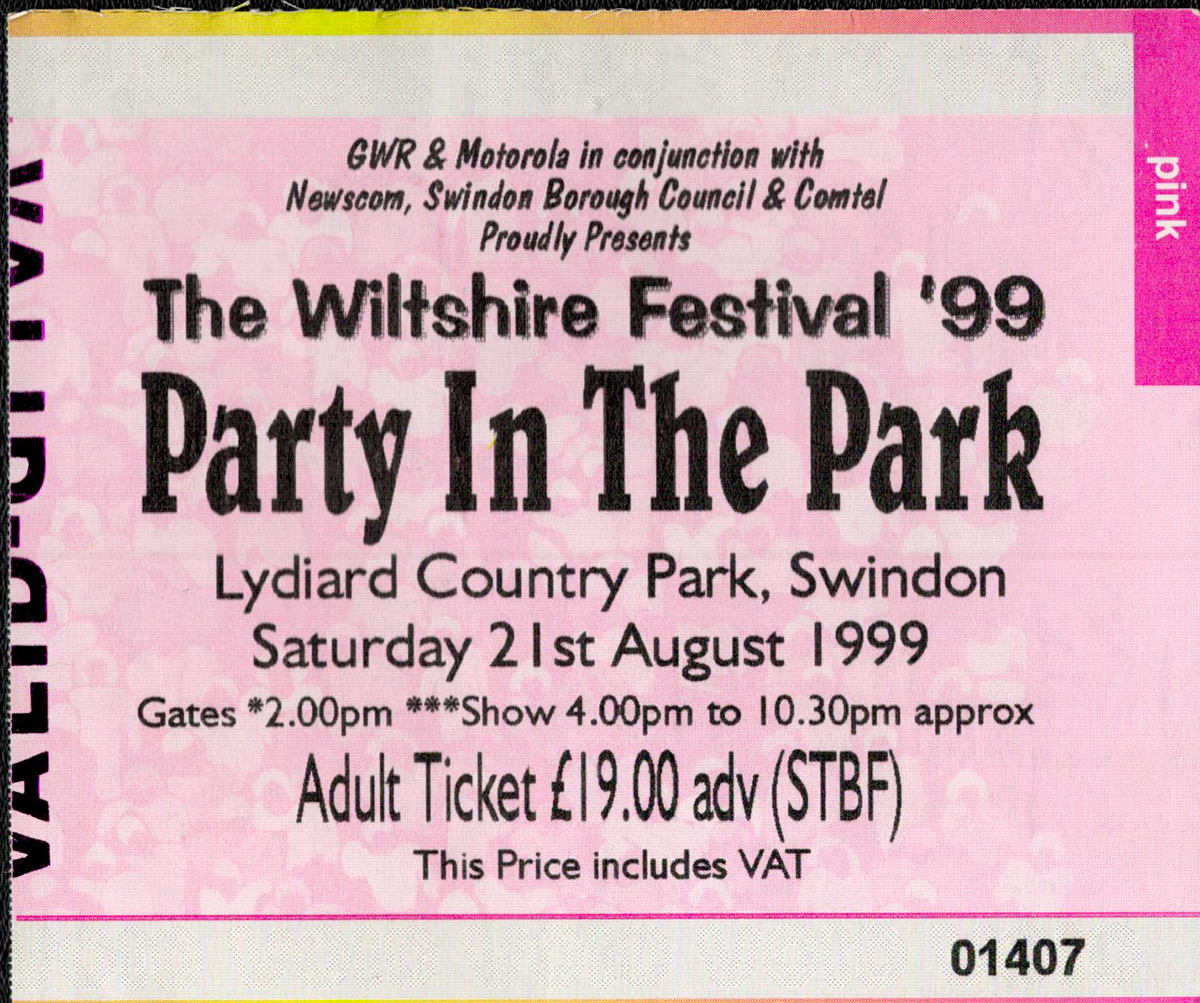 GWR & Motorola in conjunction with
Newscom, Swindon Borough Council & Comtel
Proudly Presents
The Wiltshire Festival '99
Party In The Park
Lydiard Country Park, Swindon
Saturday 21st August 1999
Gates *2.00pm ***Show 4.00pm to 10.30pm approx
Adult Ticket £19.00 adv (STBF)
This Price includes VAT
01407
pink